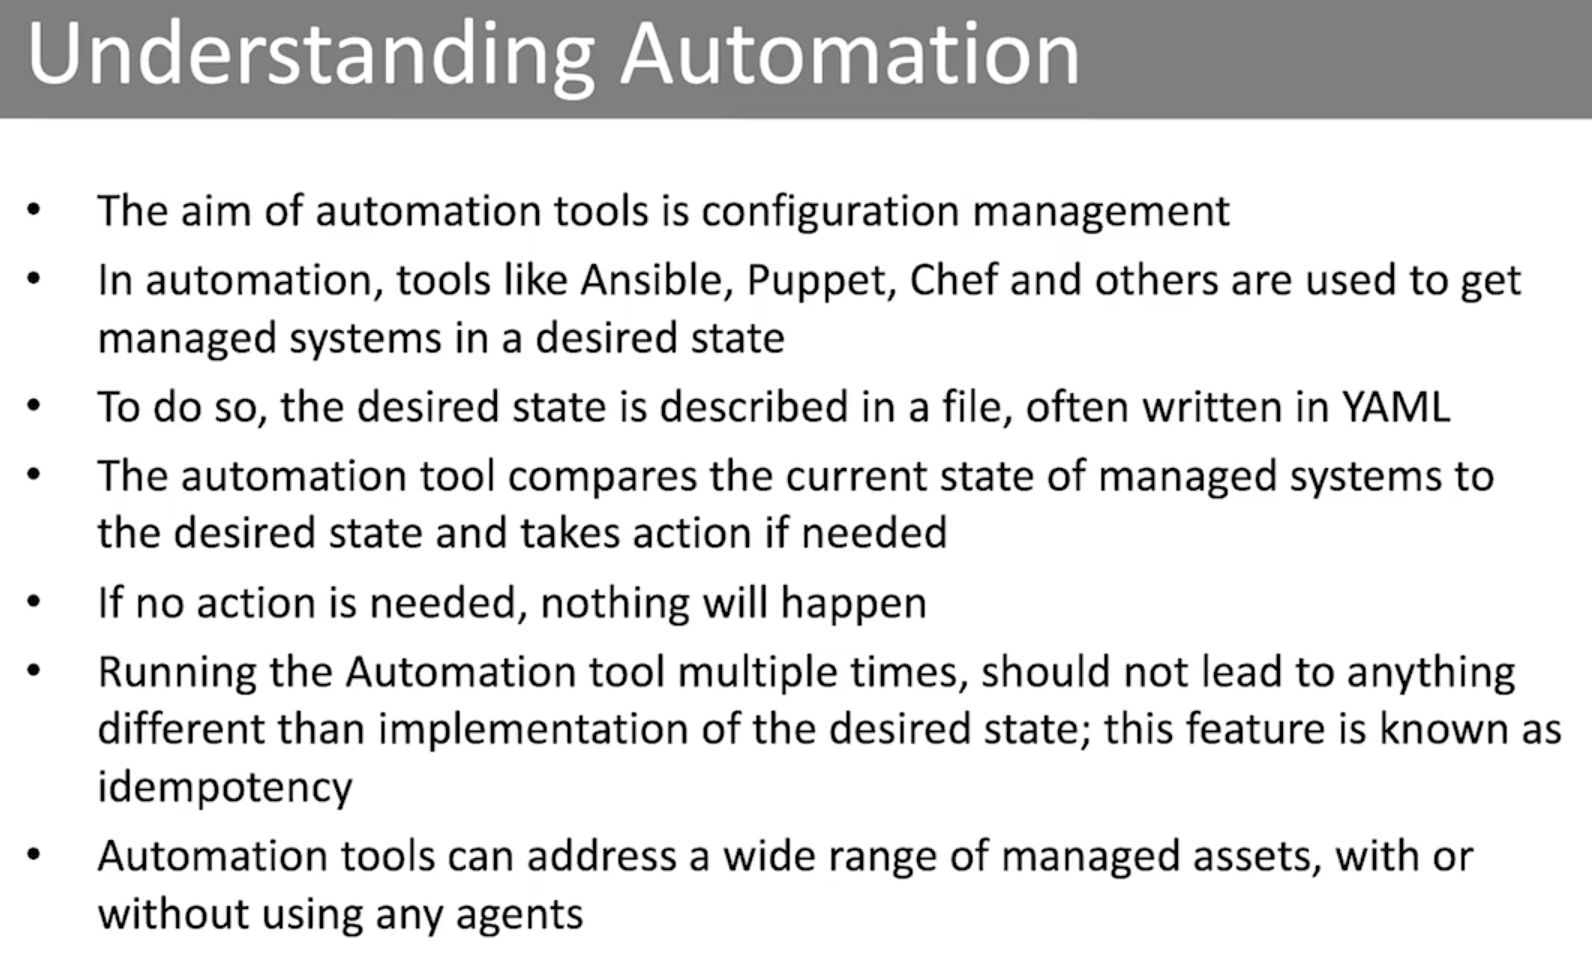 Understanding Automation
• The aim of automation tools is configuration management
• In automation, tools like Ansible, Puppet, Chef and others are used to get
managed systems in a desired state
• To do so, the desired state is described in a file, often written in YAML
• The automation tool compares the current state of managed systems to
the desired state and takes action if needed
• If no action is needed, nothing will happen
• Running the Automation tool multiple times, should not lead to anything
different than implementation of the desired state; this feature is known as
idempotency
• Automation tools can address a wide range of managed assets, with or
without using any agents